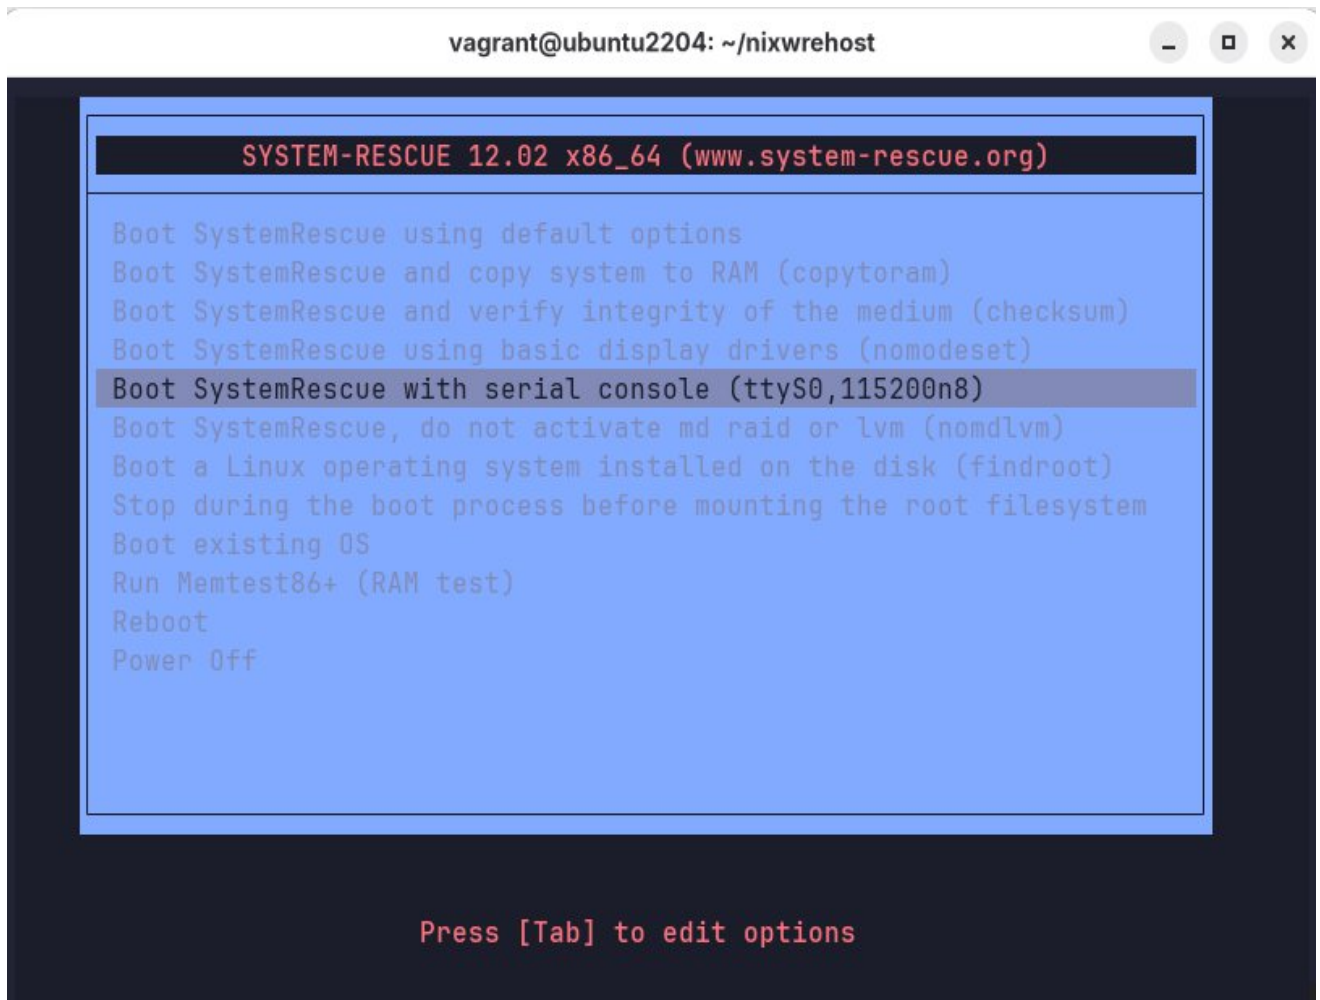 vagrant@ubuntu2204: ~/nixwrehost
SYSTEM-RESCUE 12.02 x86_64 (www.system-rescue.org)
Boot SystemRescue using default options
Boot SystemRescue and copy system to RAM (copytoram)
Boot SystemRescue and verify integrity of the medium (checksum)
Boot SystemRescue using basic display drivers (nomodeset)
Boot SystemRescue with serial console (ttyS0,115200n8)
Boot SystemRescue, do not activate md raid or lvm (nomdlvm)
Boot a Linux operating system installed on the disk (findroot)
Stop during the boot process before mounting the root filesystem
Boot existing OS
Run Memtest86+ (RAM test)
Reboot
Power Off
Press [Tab] to edit options